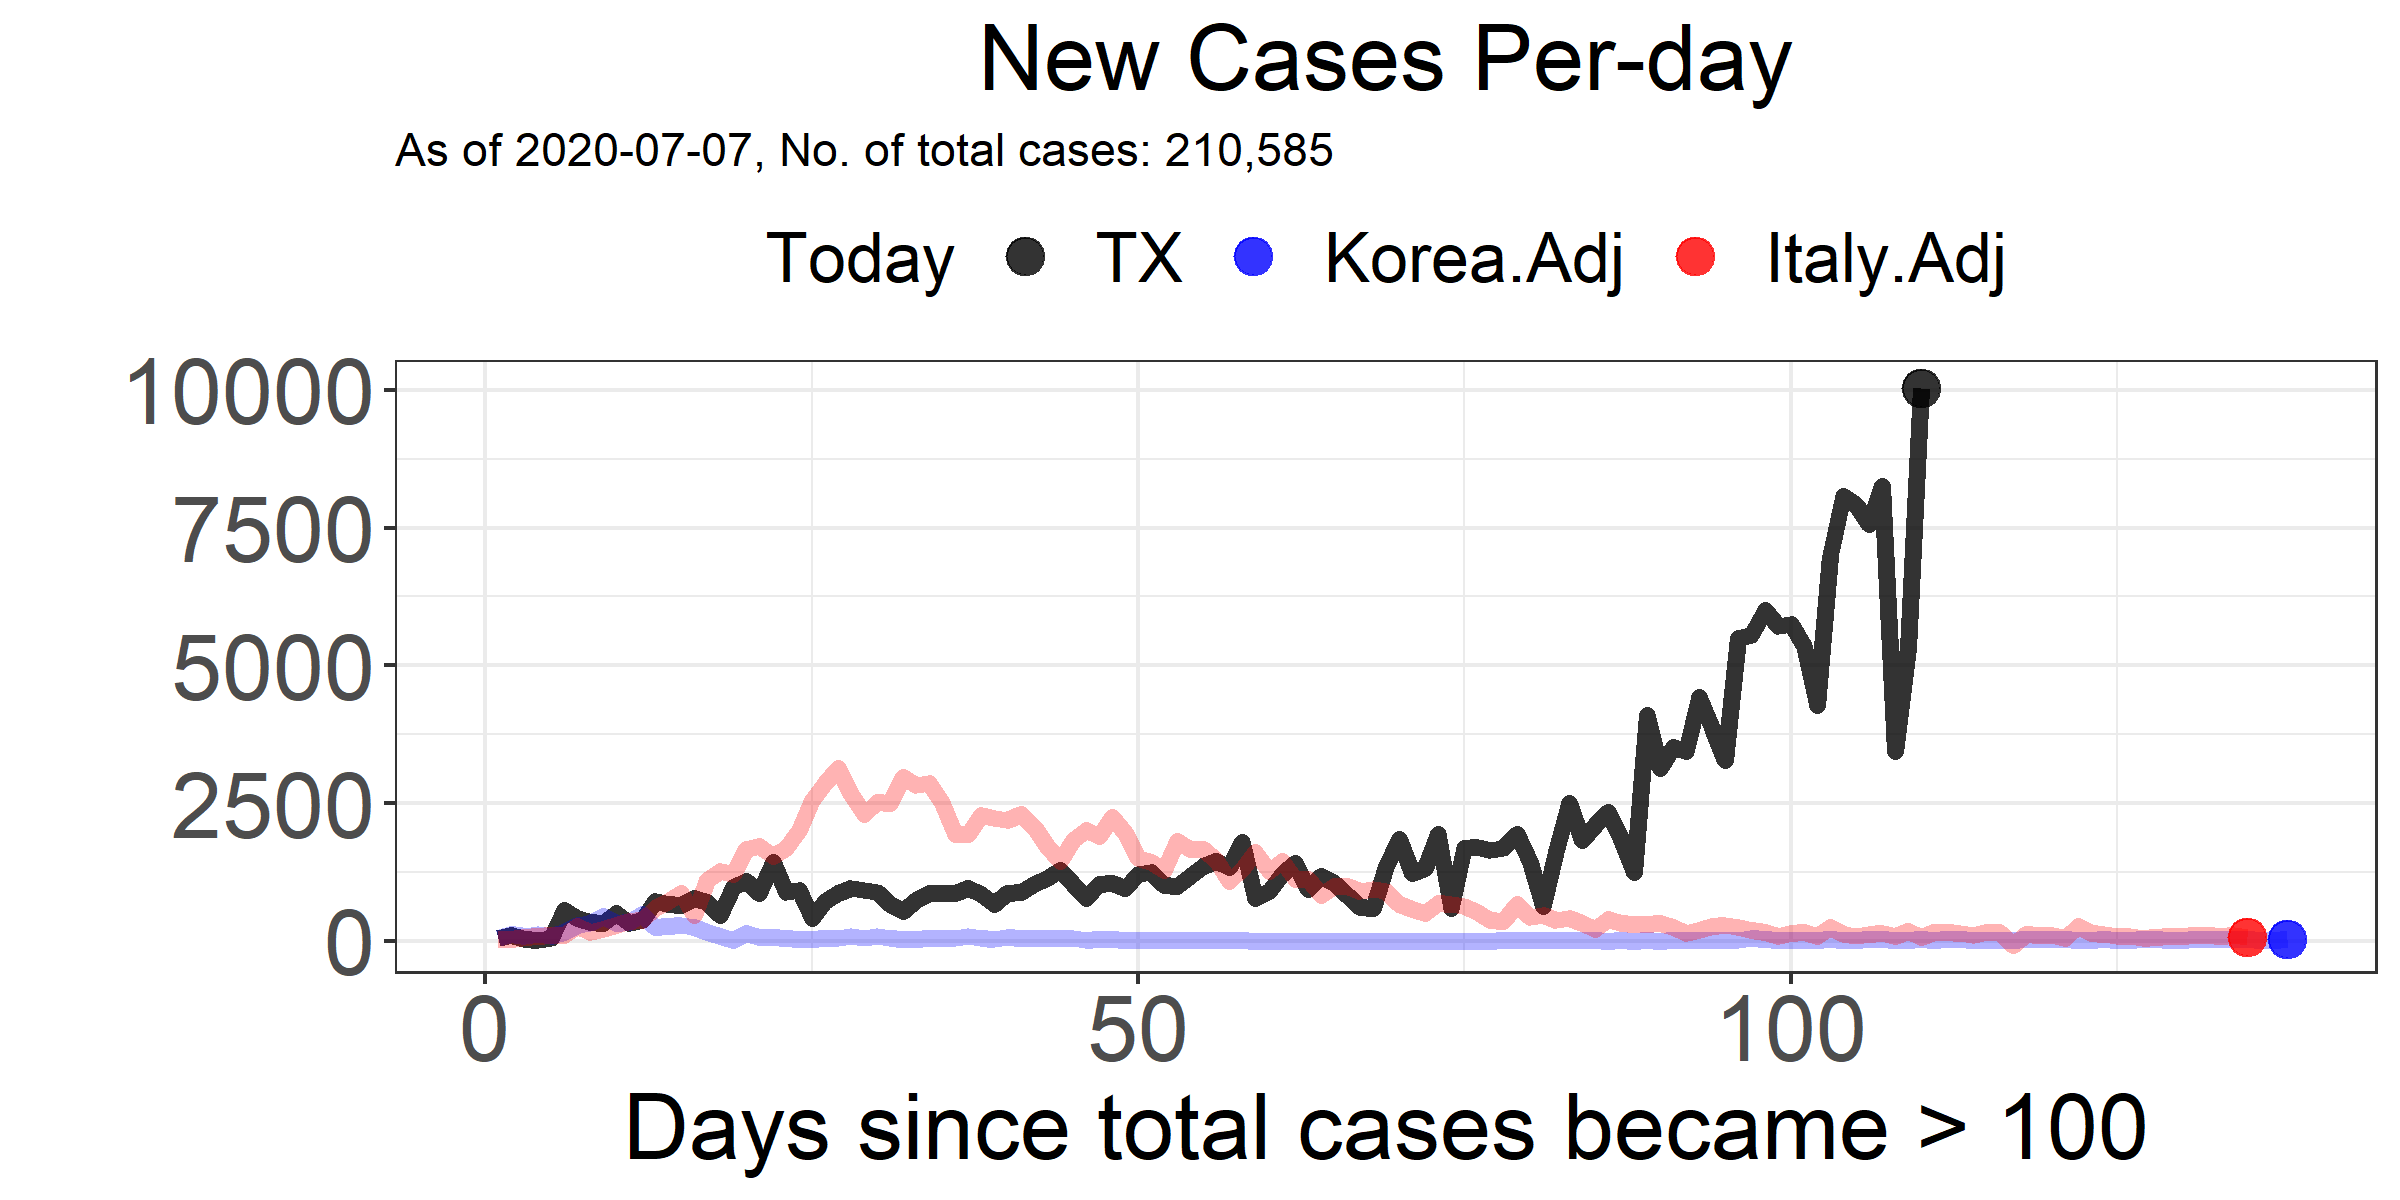 New Cases Per-day
As of 2020-07-07, No. of total cases: 210,585
Today TX Korea.Adj Italy.Adj
10000
7500
5000
2500
0
0 50 100
Days since total cases became > 100